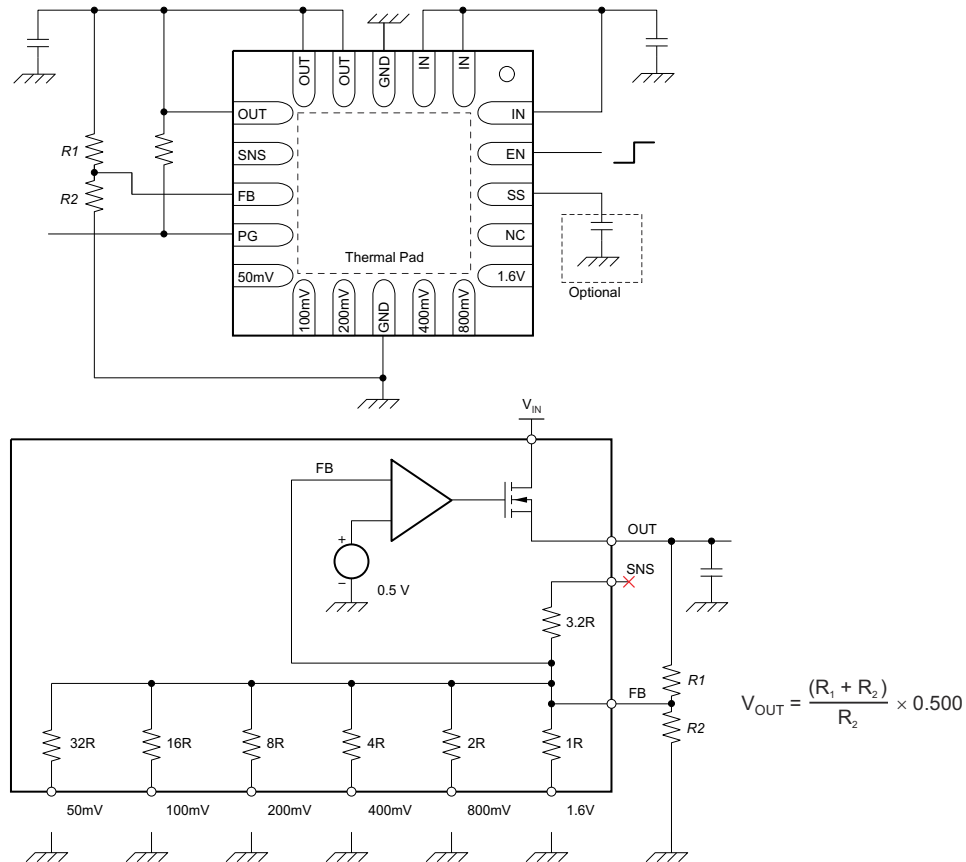 OUT
OUT
GND
IN
IN
OUT
IN
R1
SNS
EN
R2
FB
SS
PG
NC
50mV
Thermal Pad
1.6V
Optional
100mV
200mV
GND
400mV
800mV
VIN
FB
OUT
+
SNS
−
0.5 V
3.2R
FB
R1
VOUT = (R1 + R2) / R2 × 0.500
R2
32R
16R
8R
4R
2R
1R
50mV
100mV
200mV
400mV
800mV
1.6V